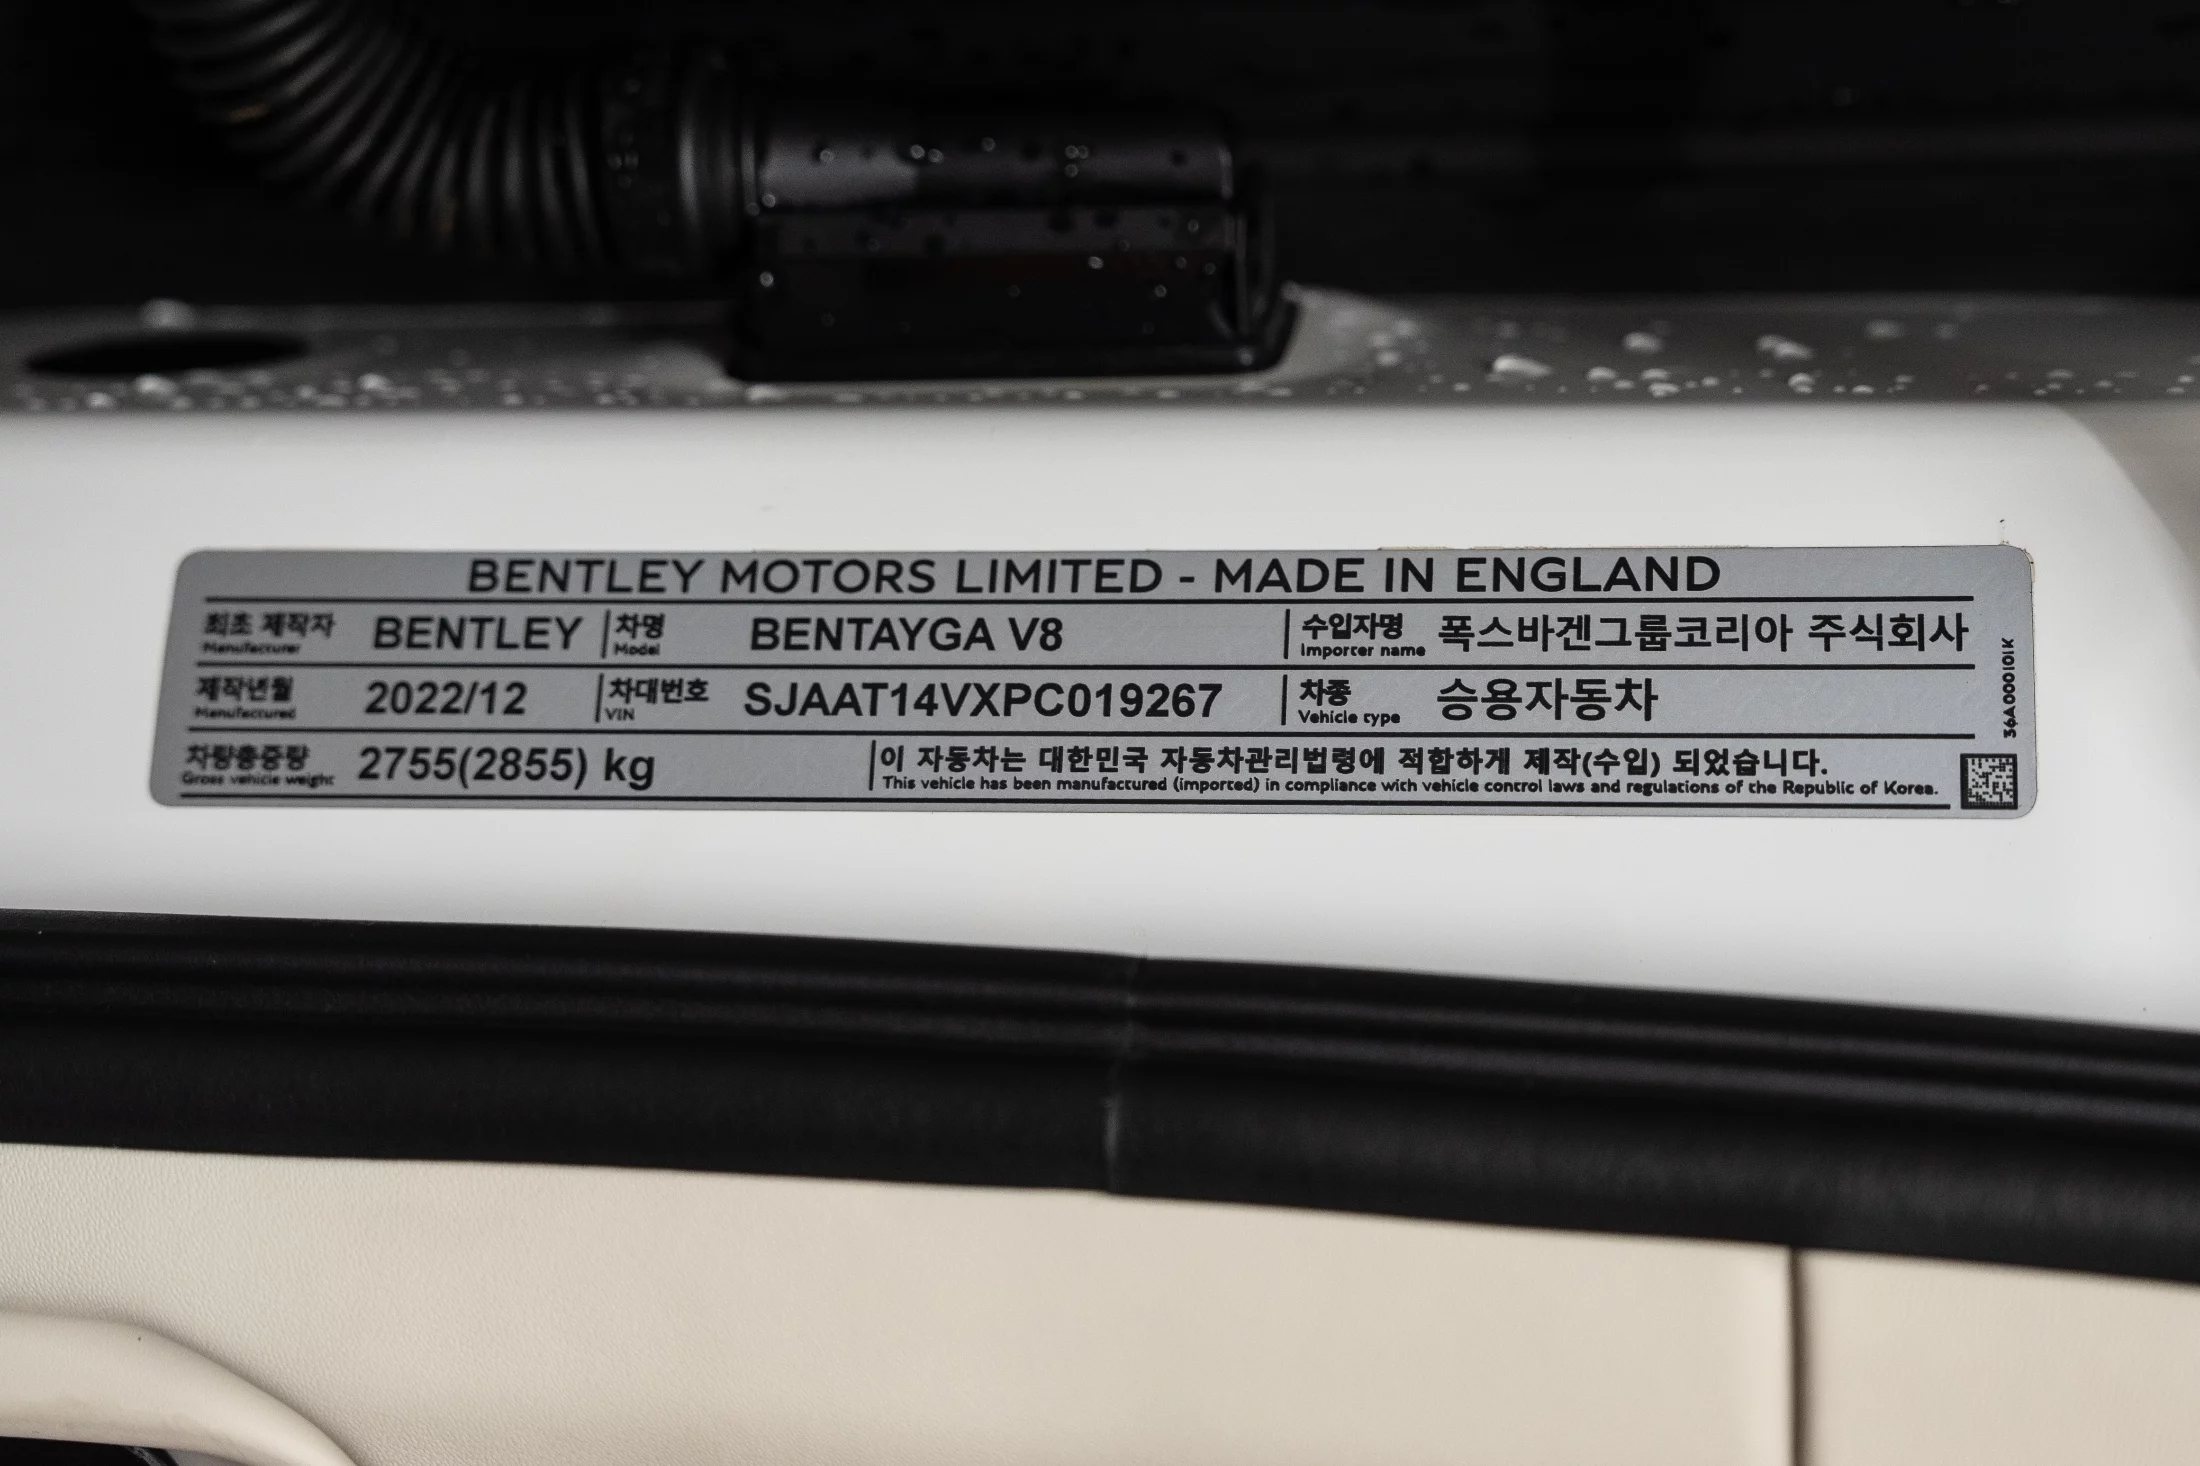 BENTLEY MOTORS LIMITED - MADE IN ENGLAND
최초 제작자 BENTLEY 차명 BENTAYGA V8 수입자명 폭스바겐그룹코리아 주식회사
Manufacturer Model Importer name
제작년월 2022/12 차대번호 SJAAT14VXPC019267 차종 승용자동차
Manufactured VIN Vehicle type
차량총중량 2755(2855) kg 이 자동차는 대한민국 자동차관리법령에 적합하게 제작(수입) 되었습니다.
Gross vehicle weight This vehicle has been manufactured (imported) in compliance with vehicle control laws and regulations of the Republic of Korea.
36A000101K